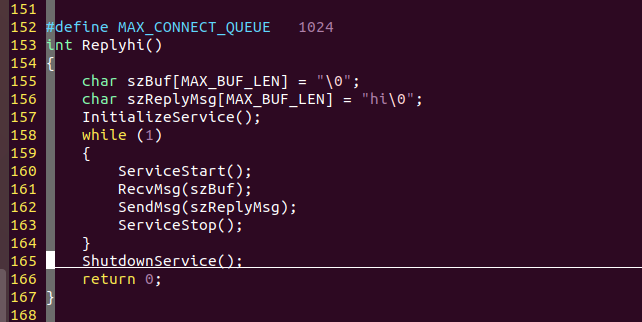 151
152 #define MAX_CONNECT_QUEUE   1024
153 int Replyhi()
154 {
155     char szBuf[MAX_BUF_LEN] = "\0";
156     char szReplyMsg[MAX_BUF_LEN] = "hi\0";
157     InitializeService();
158     while (1)
159     {
160         ServiceStart();
161         RecvMsg(szBuf);
162         SendMsg(szReplyMsg);
163         ServiceStop();
164     }
165     ShutdownService();
166     return 0;
167 }
168